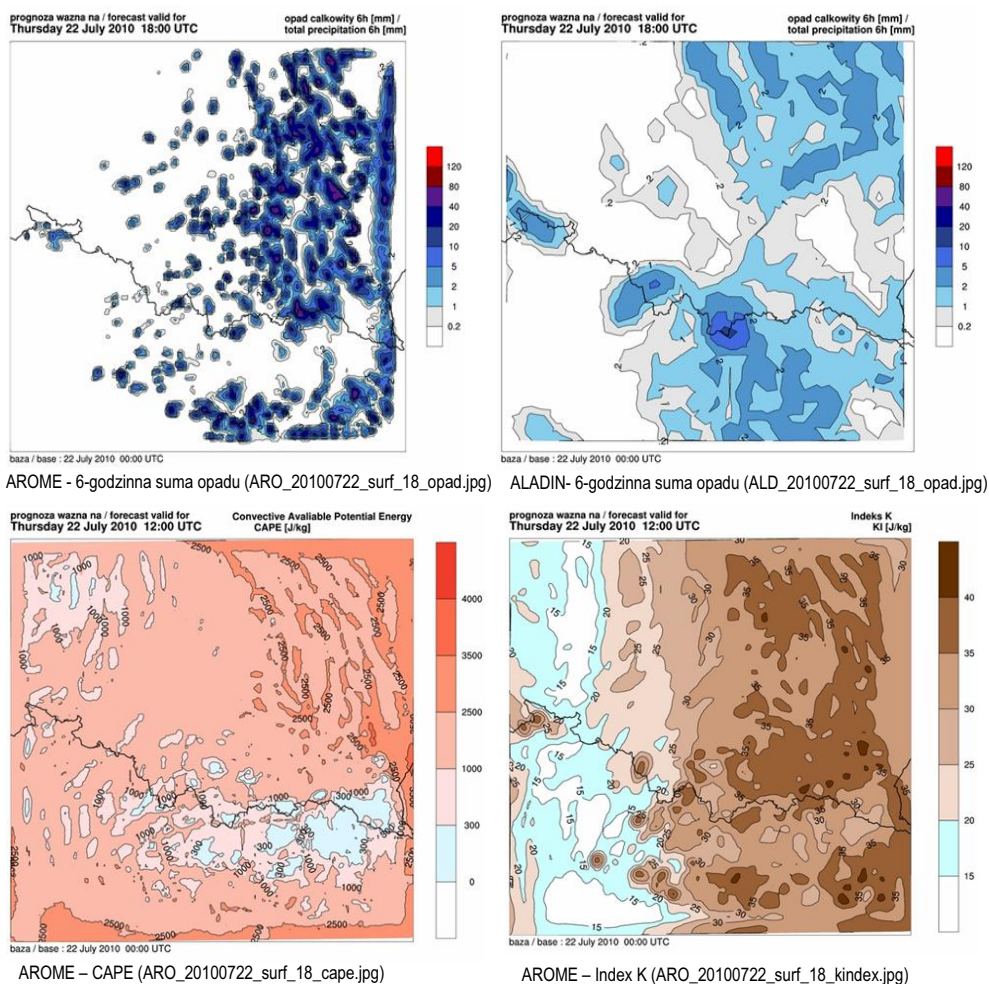 prognoza wazna na / forecast valid for
Thursday 22 July 2010 18:00 UTC
opad calkowity 6h [mm] /
total precipitation 6h [mm]
120
80
40
20
10
5
2
1
0.2
baza / base : 22 July 2010 00:00 UTC
AROME - 6-godzinna suma opadu (ARO_20100722_surf_18_opad.jpg)
prognoza wazna na / forecast valid for
Thursday 22 July 2010 18:00 UTC
opad calkowity 6h [mm] /
total precipitation 6h [mm]
120
80
40
20
10
5
2
1
0.2
baza / base : 22 July 2010 00:00 UTC
ALADIN- 6-godzinna suma opadu (ALD_20100722_surf_18_opad.jpg)
prognoza wazna na / forecast valid for
Thursday 22 July 2010 12:00 UTC
Convective Avaliable Potential Energy
CAPE [J/kg]
4000
3500
2500
1000
300
0
baza / base : 22 July 2010 00:00 UTC
AROME – CAPE (ARO_20100722_surf_18_cape.jpg)
prognoza wazna na / forecast valid for
Thursday 22 July 2010 12:00 UTC
Indeks K
KI [J/kg]
40
35
30
25
20
15
baza / base : 22 July 2010 00:00 UTC
AROME – Index K (ARO_20100722_surf_18_kindex.jpg)